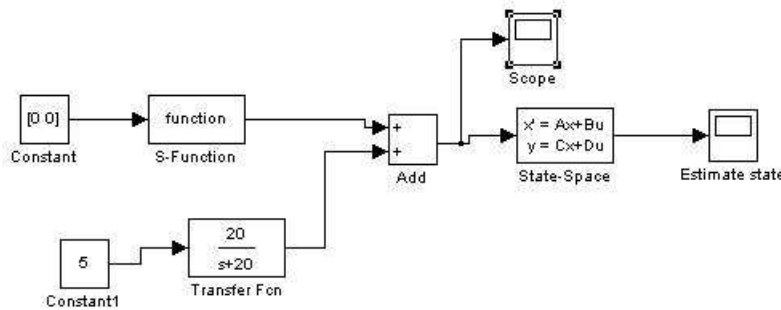 Scope
[0 0]
Constant
function
S-Function
+
+
Add
x' = Ax+Bu
y = Cx+Du
State-Space
Estimate state
5
Constant1
20
s+20
Transfer Fcn